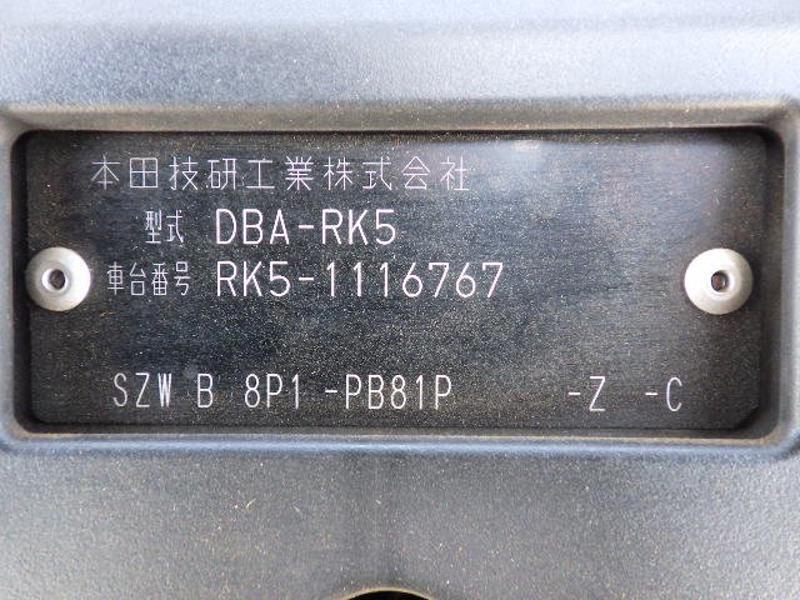 本田技研工業株式会社
型式 DBA-RK5
車台番号 RK5-1116767
SZW B 8P1 -PB81P -Z -C